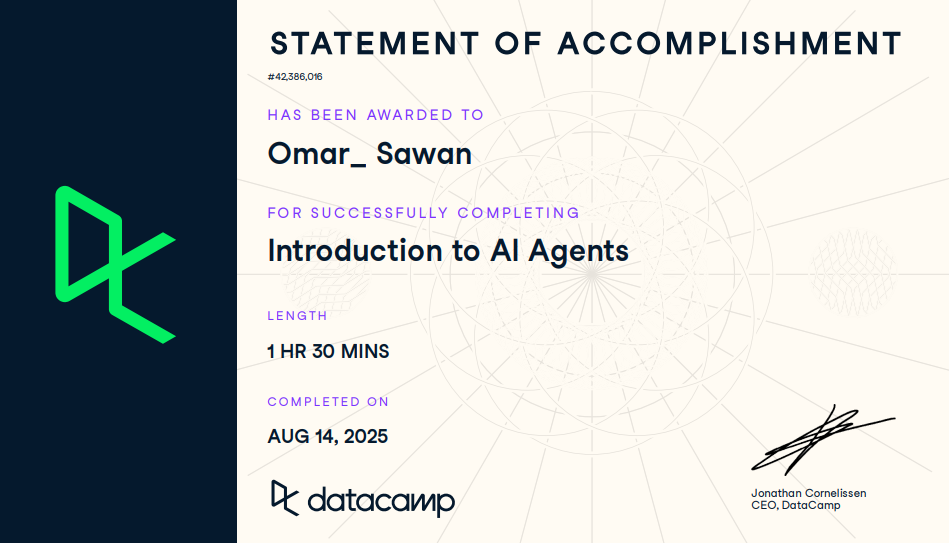 STATEMENT OF ACCOMPLISHMENT
#42,386,016
HAS BEEN AWARDED TO
Omar_ Sawan
FOR SUCCESSFULLY COMPLETING
Introduction to AI Agents
LENGTH
1 HR 30 MINS
COMPLETED ON
AUG 14, 2025
datacamp
Jonathan Cornelissen
CEO, DataCamp